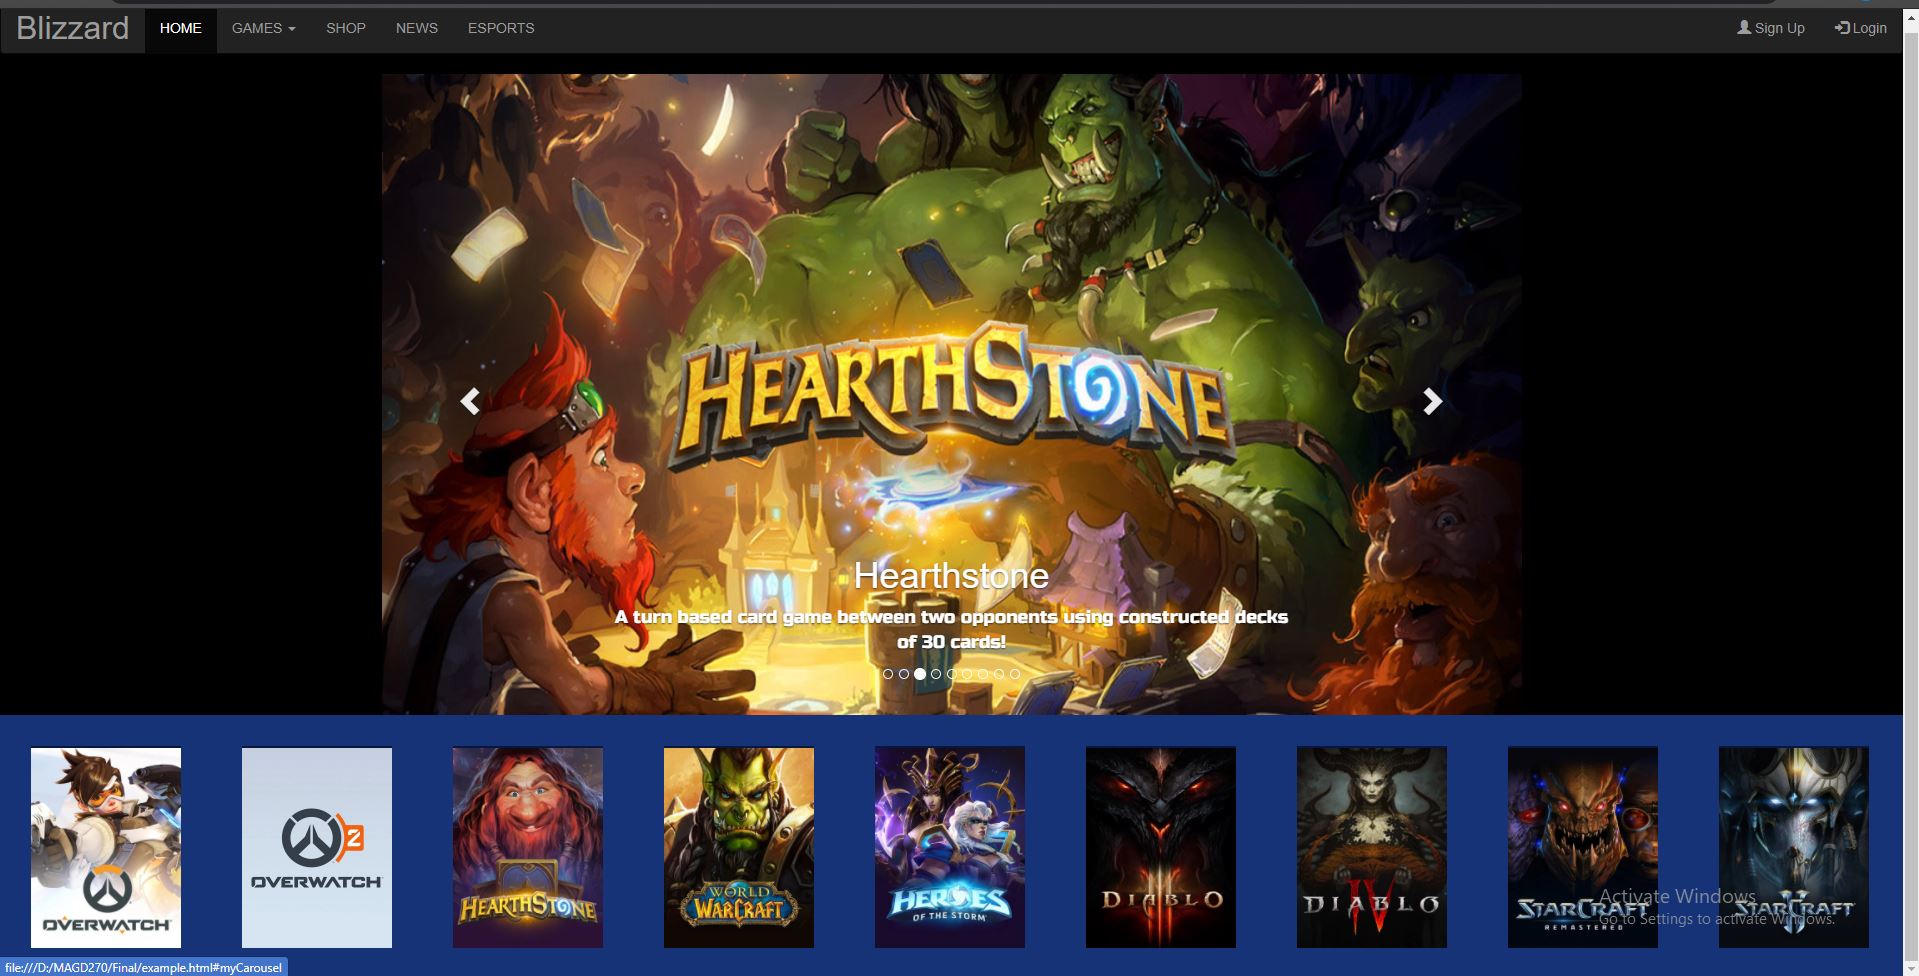 Blizzard HOME GAMES SHOP NEWS ESPORTS Sign Up Login
HEARTHSTONE
Hearthstone
A turn based card game between two opponents using constructed decks
of 30 cards!
OVERWATCH
2
OVERWATCH
HEARTHSTONE
WORLD
OF
WARCRAFT
HEROES
OF THE STORM
III
DIABLO
IV
DIABLO
STARCRAFT
REMASTERED
II
STARCRAFT
Activate Windows
Go to Settings to activate Windows.
file:///D:/MAGD270/Final/example.html#myCarousel